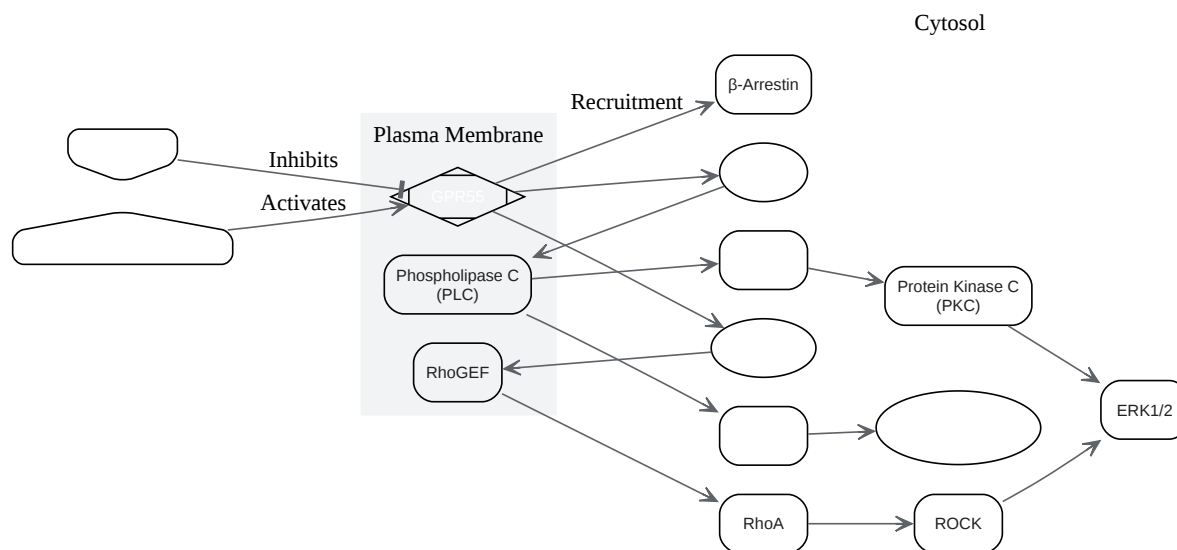 Cytosol
β-Arrestin
Recruitment
Plasma Membrane
Inhibits
GPR55
Activates
Phospholipase C
(PLC)
Protein Kinase C
(PKC)
RhoGEF
ERK1/2
RhoA
ROCK